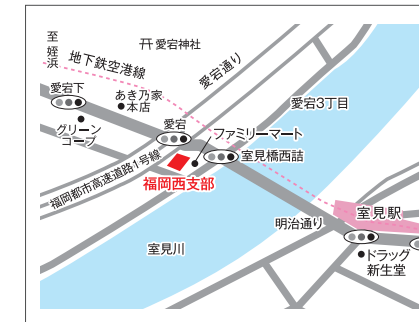 至姪浜
地下鉄空港線
愛宕神社
愛宕通り
愛宕下
あき乃家
本店
愛宕3丁目
グリーン
コープ
愛宕
ファミリーマート
室見橋西詰
福岡都市高速道路1号線
福岡西支部
室見駅
明治通り
室見川
ドラッグ
新生堂